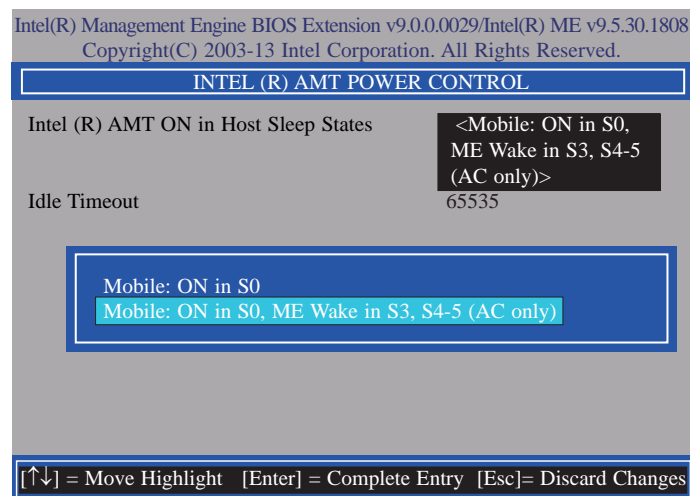 Intel(R) Management Engine BIOS Extension v9.0.0.0029/Intel(R) ME v9.5.30.1808
Copyright(C) 2003-13 Intel Corporation. All Rights Reserved.
INTEL (R) AMT POWER CONTROL
Intel (R) AMT ON in Host Sleep States
<Mobile: ON in S0,
ME Wake in S3, S4-5
(AC only)>
Idle Timeout 65535
Mobile: ON in S0
Mobile: ON in S0, ME Wake in S3, S4-5 (AC only)
[↑↓] = Move Highlight [Enter] = Complete Entry [Esc]= Discard Changes